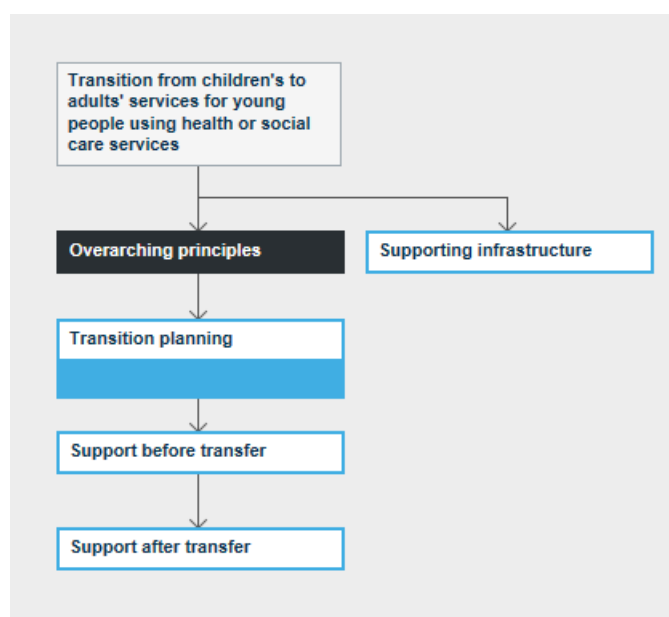 Transition from children's to
adults' services for young
people using health or social
care services
Overarching principles
Supporting infrastructure
Transition planning
Support before transfer
Support after transfer